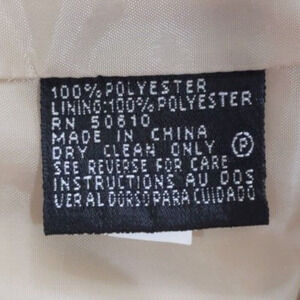 100% POLYESTER
LINING:100% POLYESTER
RN 50610
MADE IN CHINA
DRY CLEAN ONLY Ⓟ
SEE REVERSE FOR CARE
INSTRUCTIONS AU DOS
VER AL DORSO PARA CUIDADO